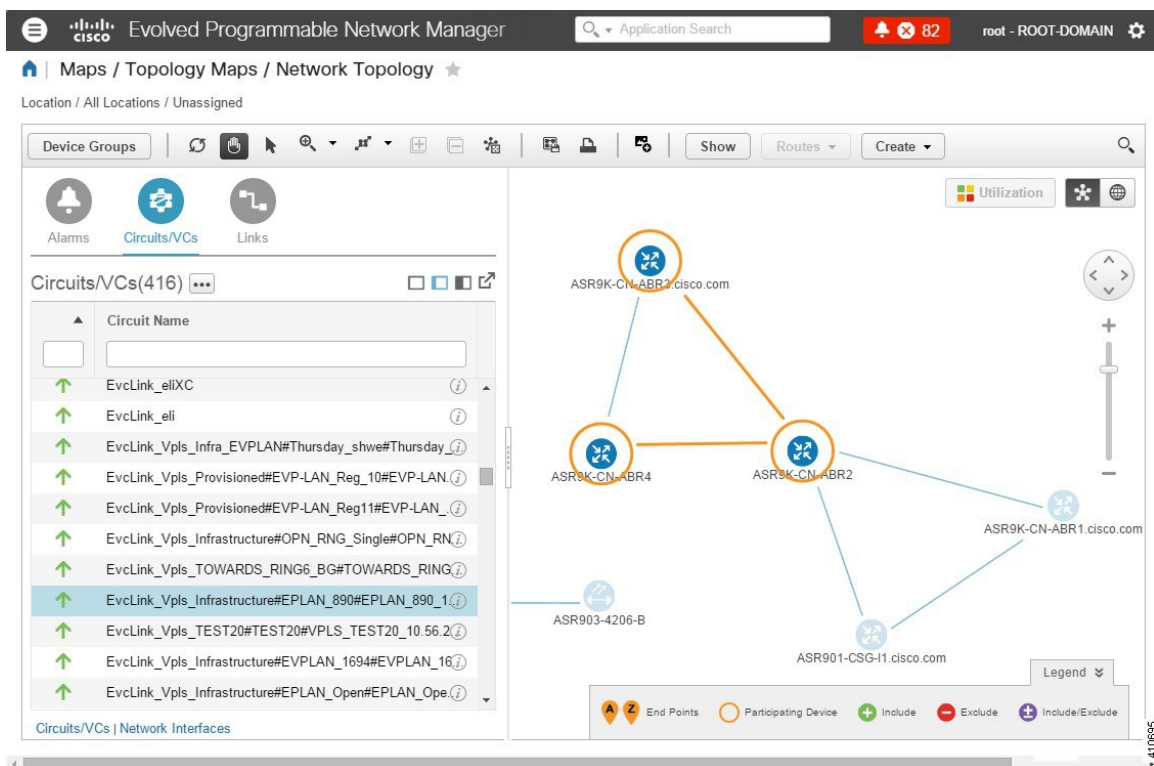 cisco Evolved Programmable Network Manager
Application Search
82
root - ROOT-DOMAIN
Maps / Topology Maps / Network Topology
Location / All Locations / Unassigned
Device Groups
Show
Routes
Create
Alarms
Circuits/VCs
Links
Utilization
Circuits/VCs(416)
Circuit Name
EvcLink_eliXC
EvcLink_eli
EvcLink_Vpls_Infra_EVPLAN#Thursday_shwe#Thursday_
EvcLink_Vpls_Provisioned#EVP-LAN_Reg_10#EVP-LAN.
EvcLink_Vpls_Provisioned#EVP-LAN_Reg11#EVP-LAN_.
EvcLink_Vpls_Infrastructure#OPN_RNG_Single#OPN_RN
EvcLink_Vpls_TOWARDS_RING6_BG#TOWARDS_RING
EvcLink_Vpls_Infrastructure#EPLAN_890#EPLAN_890_1.
EvcLink_Vpls_TEST20#TEST20#VPLS_TEST20_10.56.2
EvcLink_Vpls_Infrastructure#EVPLAN_1694#EVPLAN_16
EvcLink_Vpls_Infrastructure#EPLAN_Open#EPLAN_Ope.
Circuits/VCs | Network Interfaces
ASR9K-CN-ABR3.cisco.com
ASR9K-CN-ABR4
ASR9K-CN-ABR2
ASR9K-CN-ABR1.cisco.com
ASR903-4206-B
ASR901-CSG-I1.cisco.com
Legend
A Z End Points
Participating Device
Include
Exclude
Include/Exclude
410695